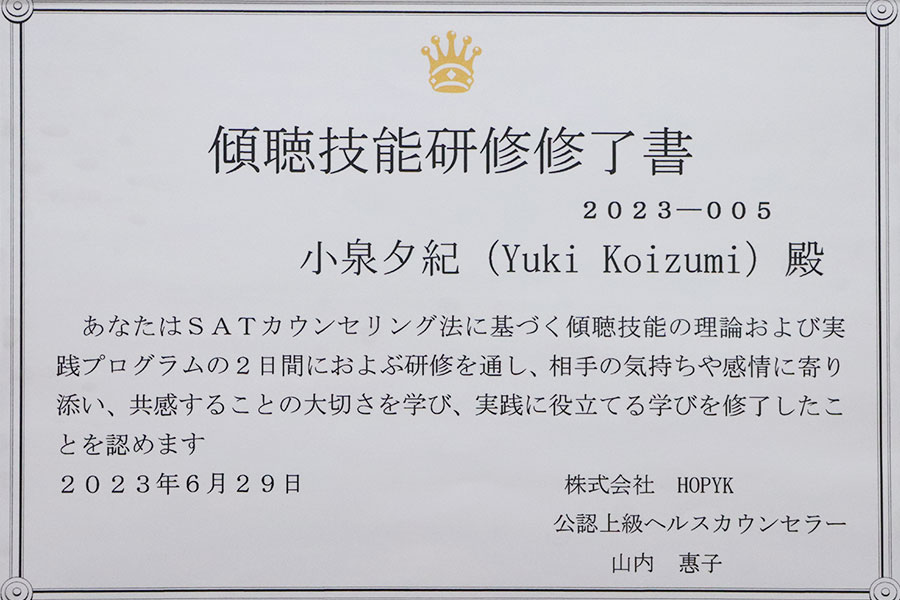 傾聴技能研修修了書
２０２３―００５
小泉夕紀（Yuki Koizumi）殿
あなたはＳＡＴカウンセリング法に基づく傾聴技能の理論および実
践プログラムの２日間におよぶ研修を通し、相手の気持ちや感情に寄り
添い、共感することの大切さを学び、実践に役立てる学びを修了したこ
とを認めます
２０２３年６月２９日
株式会社　HOPYK
公認上級ヘルスカウンセラー
山内　惠子